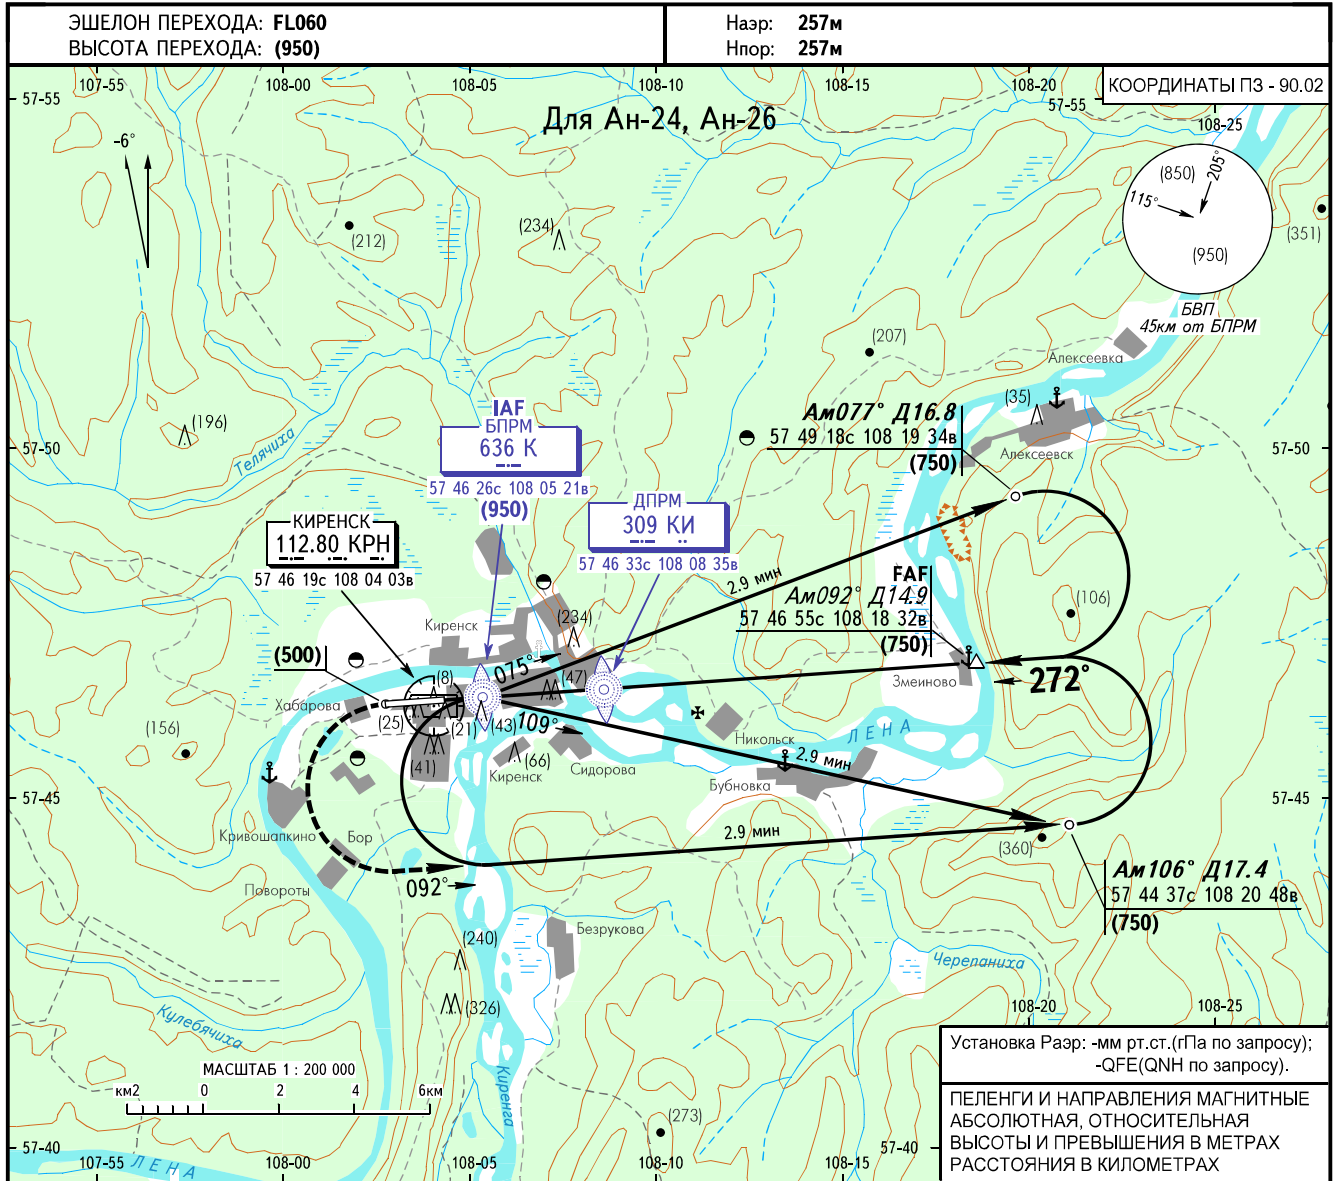 ЭШЕЛОН ПЕРЕХОДА: FL060
ВЫСОТА ПЕРЕХОДА: (950)
Наэр: 257м
Нпор: 257м
107-55
108-00
108-05
108-10
108-20
КООРДИНАТЫ ПЗ - 90.02
57-55
57-55
108-25
Для Ан-24, Ан-26
-6°
(850)
205°
115°
(950)
(351)
(212)
(234)
БВП
45км от БПРМ
(207)
Алексеевка
(35)
Алексеевск
(196)
Телячиха
57-50
57-50
IAF
БПРМ
636 К
57 46 26с 108 05 21в
(950)
Ам077° Д16.8
57 49 18с 108 19 34в
(750)
ДПРМ
309 КИ
57 46 33с 108 08 35в
КИРЕНСК
112.80 КРН
57 46 19с 108 04 03в
2.9 мин
FAF
Ам092° Д14.9
57 46 55с 108 18 32в
(750)
(106)
Киренск
(234)
(500)
075°
(8)
(47)
Змеиново
272°
Хабарова
(25)
(21)
(43)
109°
(156)
(41)
Киренск
(66)
Сидорова
Никольск
ЛЕНА
2.9 мин
Бубновка
57-45
57-45
Кривошапкино
Бор
2.9 мин
(360)
Повороты
092°
Ам106° Д17.4
57 44 37с 108 20 48в
(750)
Безрукова
(240)
Черепаниха
(326)
Кулебячиха
108-20
108-25
МАСШТАБ 1 : 200 000
км2 0 2 4 6км
Киренга
(273)
Установка Раэр: -мм рт.ст.(гПа по запросу);
-QFE(QNH по запросу).
ПЕЛЕНГИ И НАПРАВЛЕНИЯ МАГНИТНЫЕ
АБСОЛЮТНАЯ, ОТНОСИТЕЛЬНАЯ
ВЫСОТЫ И ПРЕВЫШЕНИЯ В МЕТРАХ
РАССТОЯНИЯ В КИЛОМЕТРАХ
57-40
57-40
107-55
ЛЕНА
108-00
108-05
108-10
108-15